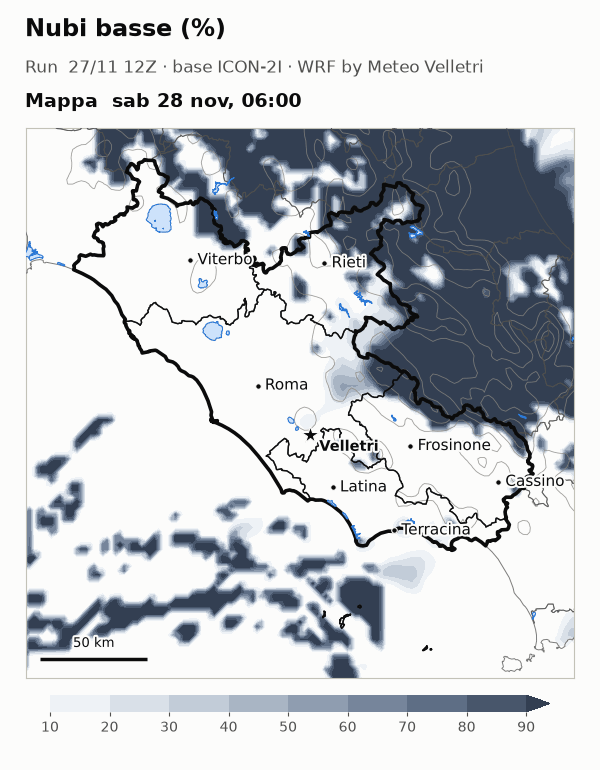 Nubi basse (%)
Run  27/11 12Z · base ICON-2I · WRF by Meteo Velletri
Mappa  sab 28 nov, 06:00
Viterbo
Rieti
Roma
Velletri
Frosinone
Cassino
Latina
Terracina
50 km
10 20 30 40 50 60 70 80 90